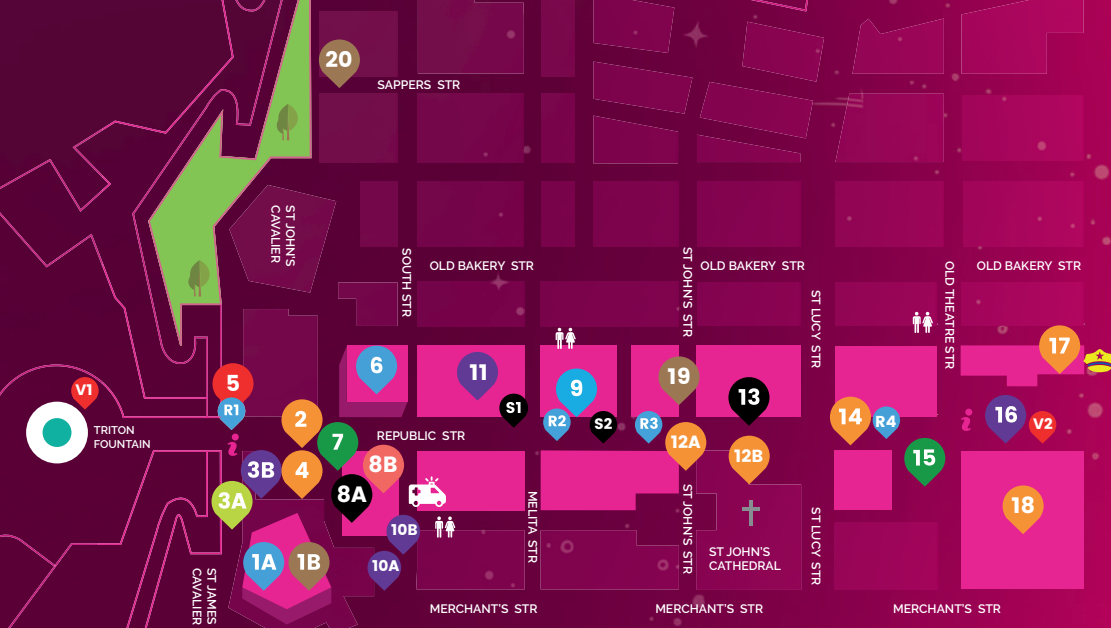 20
SAPPERS STR
ST JOHN'S
CAVALIER
SOUTH STR
OLD BAKERY STR
ST JOHN'S STR
OLD BAKERY STR
ST LUCY STR
OLD THEATRE STR
OLD BAKERY STR
17
V1
5
R1
6
11
S1
9
R2
S2
19
R3
13
14
R4
16
V2
TRITON
FOUNTAIN
2
7
REPUBLIC STR
12A
12B
15
3B
4
8B
3A
8A
10B
10A
1A
1B
MELITA STR
ST JOHN'S STR
ST JOHN'S
CATHEDRAL
ST LUCY STR
18
ST JAMES
CAVALIER
MERCHANT'S STR
MERCHANT'S STR
MERCHANT'S STR